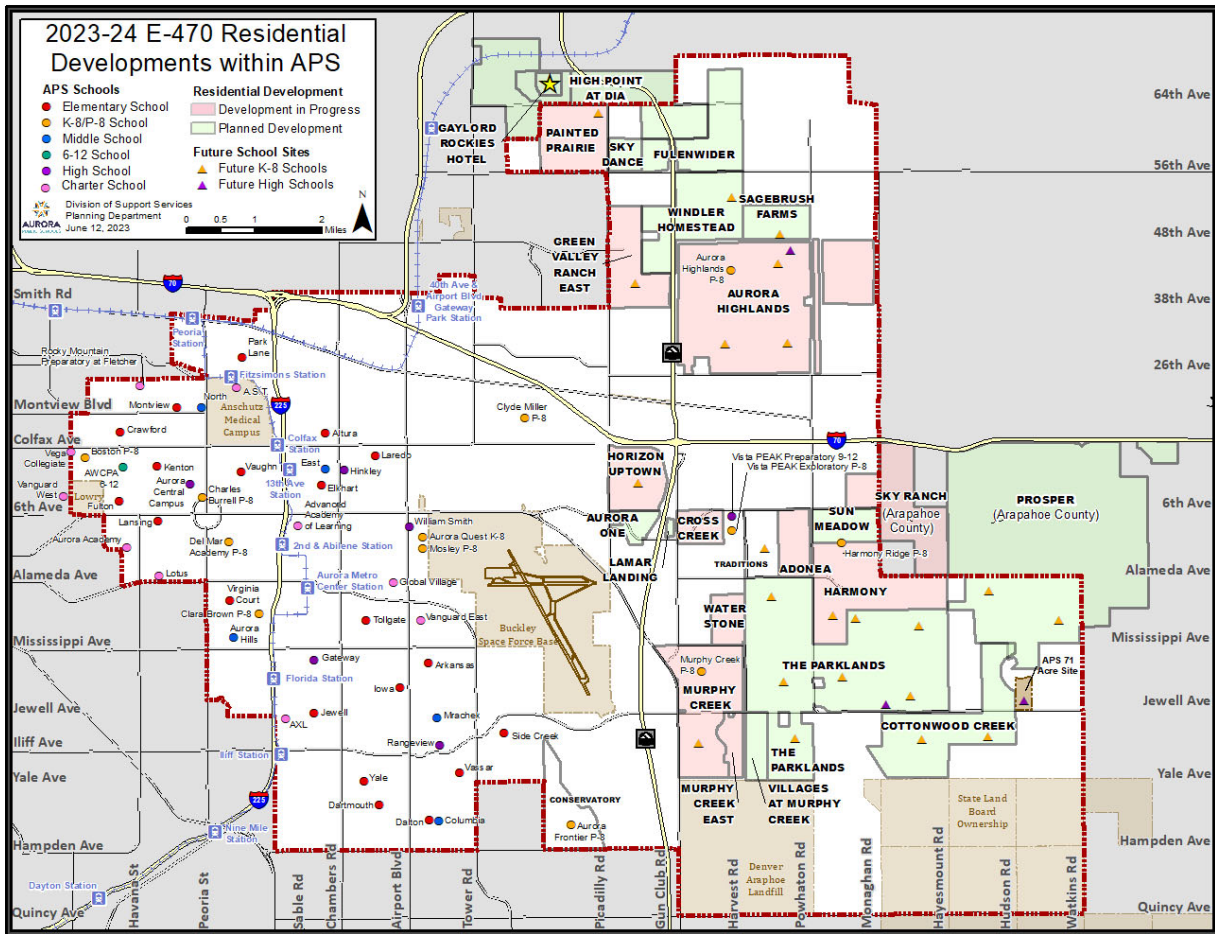 2023-24 E-470 Residential
Developments within APS
APS Schools
Elementary School
K-8/P-8 School
Middle School
6-12 School
High School
Charter School
Residential Development
Development in Progress
Planned Development
Future School Sites
Future K-8 Schools
Future High Schools
AURORA
Division of Support Services
Planning Department
June 12, 2023
0 0.5 1 2
Miles
N
HIGH POINT
AT DIA
64th Ave
GAYLORD
ROCKIES
HOTEL
PAINTED
PRAIRIE
SKY
DANCE
FULENWIDER
56th Ave
SAGEBRUSH
FARMS
WINDLER
HOMESTEAD
48th Ave
GREEN
VALLEY
RANCH
EAST
Aurora
Highlands
P-8
AURORA
HIGHLANDS
38th Ave
26th Ave
Smith Rd
70
40th Ave &
Airport Blvd
Gateway
Park Station
Peoria
Station
Park
Lane
Rocky Mountain
Preparatory at Fletcher
Fitzsimons Station
A.S.T.
Montview Blvd
Montview
North
Anschutz
Medical
Campus
225
Clyde Miller
P-8
Crawford
Altura
Colfax Ave
Colfax
Station
70
Vega
Collegiate
Boston P-8
AWCPA
6-12
Kenton
Vaughn
East
Hinkley
Laredo
HORIZON
UPTOWN
Vista PEAK Preparatory 9-12
Vista PEAK Exploratory P-8
Vanguard
West
Lowry
Fulton
Aurora
Central
Campus
Charles
Burrell P-8
13th Ave
Station
Elkhart
SKY RANCH
(Arapahoe
County)
PROSPER
(Arapahoe County)
6th Ave
6th Ave
Lansing
Advanced
Academy
of Learning
William Smith
AURORA
ONE
CROSS
CREEK
SUN
MEADOW
Aurora Academy
Del Mar
Academy P-8
2nd & Abilene Station
Aurora Quest K-8
Mosley P-8
Harmony Ridge P-8
LAMAR
LANDING
TRADITIONS
ADONEA
Alameda Ave
Alameda Ave
Lotus
Aurora Metro
Center Station
Global Village
HARMONY
Virginia
Court
Clara Brown P-8
Aurora
Hills
Tollgate
Vanguard East
Buckley
Space Force Base
WATER
STONE
Mississippi Ave
Mississippi Ave
Gateway
Arkansas
Murphy Creek
P-8
THE PARKLANDS
APS 71
Acre Site
Florida Station
Iowa
MURPHY
CREEK
Jewell Ave
Jewell Ave
AXL
Jewell
Mrachek
COTTONWOOD CREEK
Iliff Ave
Iliff Station
Rangeview
Side Creek
THE
PARKLANDS
Yale Ave
Yale Ave
Yale
Vassar
MURPHY
CREEK
EAST
VILLAGES
AT MURPHY
CREEK
225
Dartmouth
CONSERVATORY
State Land
Board
Ownership
Nine Mile
Station
Dalton
Columbia
Aurora
Frontier P-8
Hampden Ave
Hampden Ave
Denver
Araphoe
Landfill
Dayton Station
Quincy Ave
Quincy Ave
Havana St
Peoria St
Sable Rd
Chambers Rd
Airport Blvd
Tower Rd
Picadilly Rd
Gun Club Rd
Harvest Rd
Powhaton Rd
Monaghan Rd
Hayesmount Rd
Hudson Rd
Watkins Rd